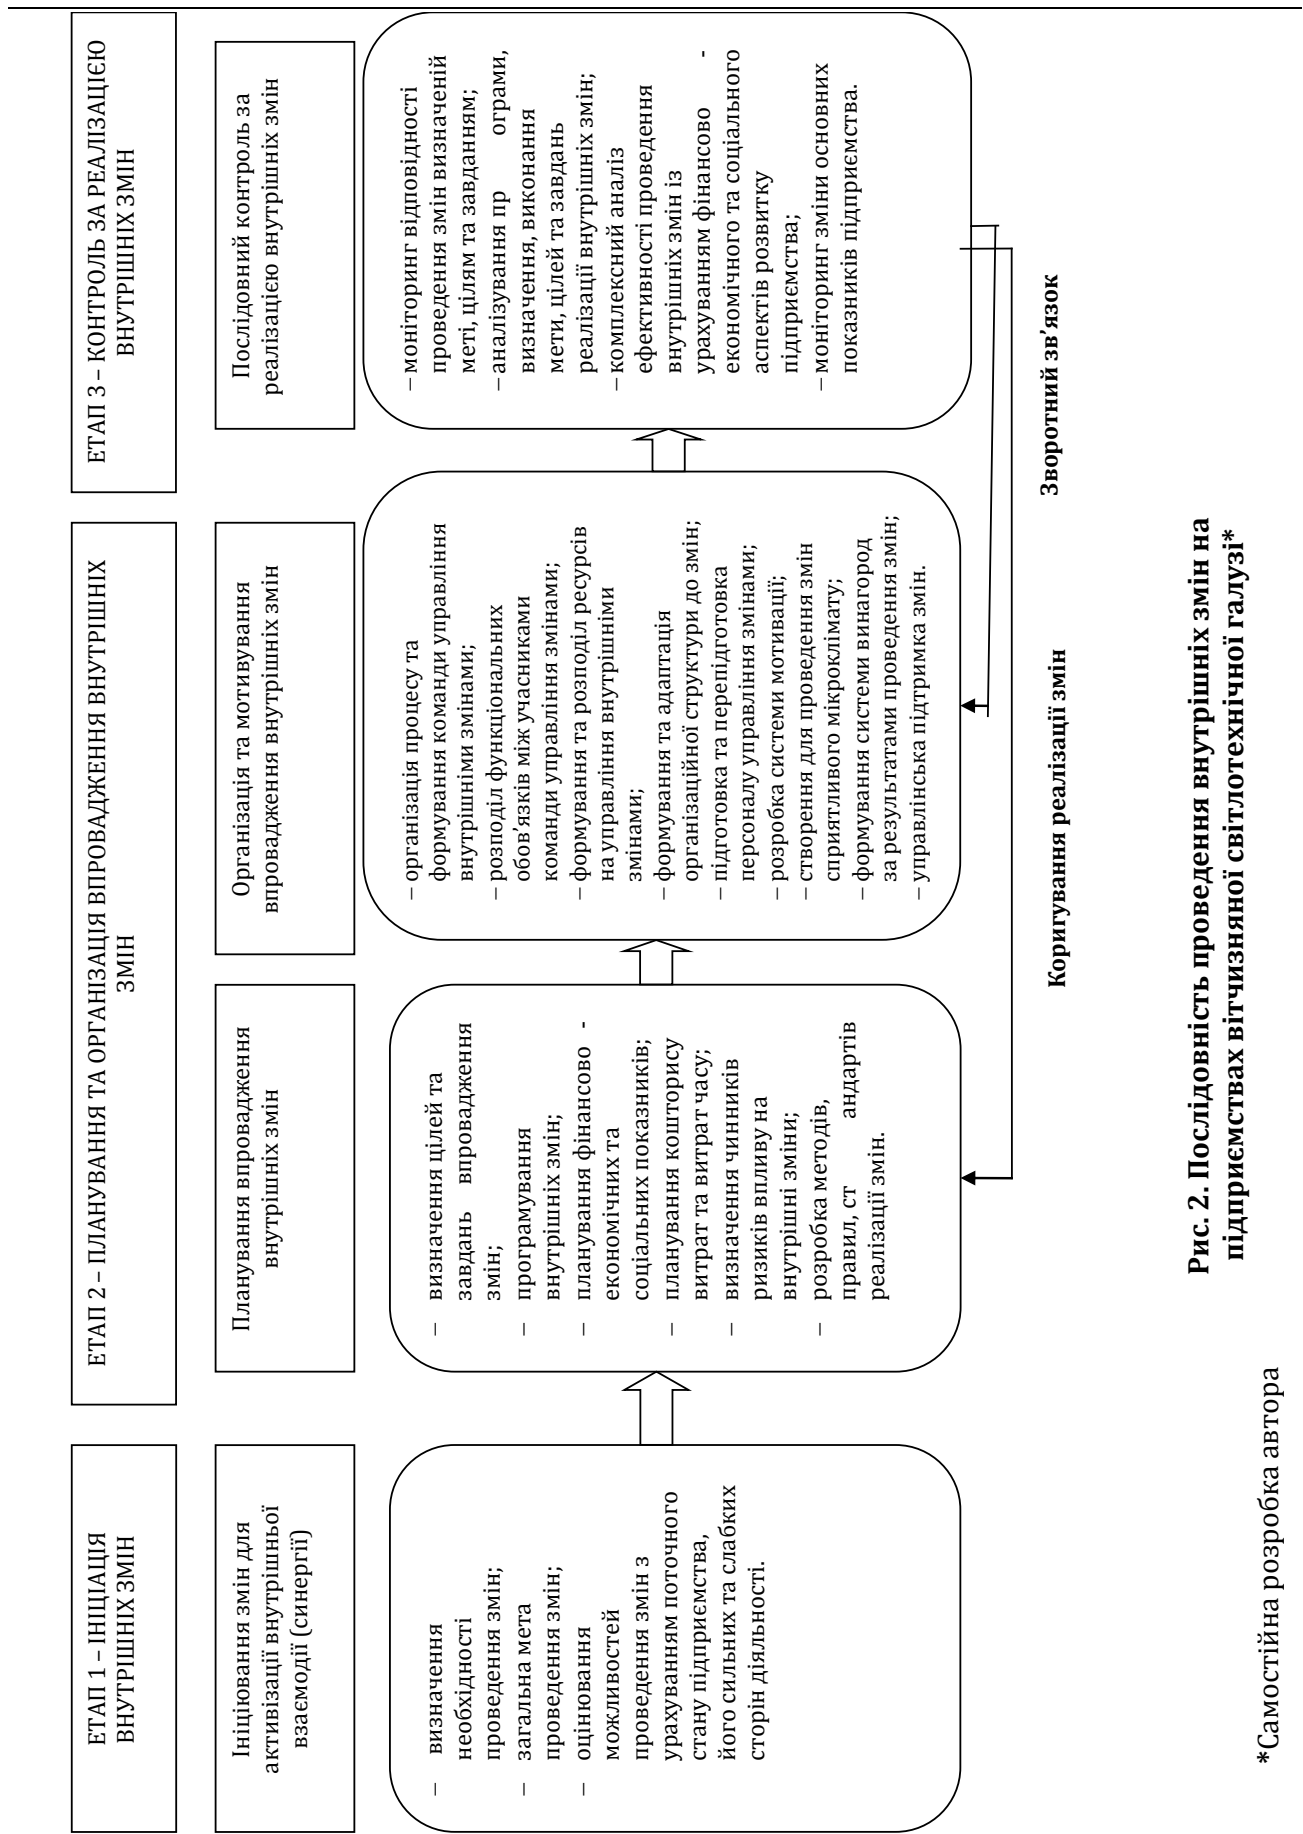 ЕТАП 1 – ІНІЦІАЦІЯ
ВНУТРІШНІХ ЗМІН
ЕТАП 2 – ПЛАНУВАННЯ ТА ОРГАНІЗАЦІЯ ВПРОВАДЖЕННЯ ВНУТРІШНІХ
ЗМІН
ЕТАП 3 – КОНТРОЛЬ ЗА РЕАЛІЗАЦІЄЮ
ВНУТРІШНІХ ЗМІН
Ініціювання змін для
активізації внутрішньої
взаємодії (синергії)
Планування впровадження
внутрішніх змін
Організація та мотивування
впровадження внутрішніх змін
Послідовний контроль за
реалізацією внутрішніх змін
– визначення
необхідності
проведення змін;
– загальна мета
проведення змін;
– оцінювання
можливостей
проведення змін з
урахуванням поточного
стану підприємства,
його сильних та слабких
сторін діяльності.
– визначення цілей та
завдань впровадження
змін;
– програмування
внутрішніх змін;
– планування фінансово -
економічних та
соціальних показників;
– планування кошторису
витрат та витрат часу;
– визначення чинників
ризиків впливу на
внутрішні зміни;
– розробка методів,
правил, ст андартів
реалізації змін.
– організація процесу та
формування команди управління
внутрішніми змінами;
– розподіл функціональних
обов’язків між учасниками
команди управління змінами;
– формування та розподіл ресурсів
на управління внутрішніми
змінами;
– формування та адаптація
організаційної структури до змін;
– підготовка та перепідготовка
персоналу управління змінами;
– розробка системи мотивації;
– створення для проведення змін
сприятливого мікроклімату;
– формування системи винагород
за результатами проведення змін;
– управлінська підтримка змін.
– моніторинг відповідності
проведення змін визначеній
меті, цілям та завданням;
– аналізування пр ограми,
визначення, виконання
мети, цілей та завдань
реалізації внутрішніх змін;
– комплексний аналіз
ефективності проведення
внутрішніх змін із
урахуванням фінансово -
економічного та соціального
аспектів розвитку
підприємства;
– моніторинг зміни основних
показників підприємства.
Зворотний зв’язок
Коригування реалізації змін
Рис. 2. Послідовність проведення внутрішніх змін на
підприємствах вітчизняної світлотехнічної галузі*
*Самостійна розробка автора